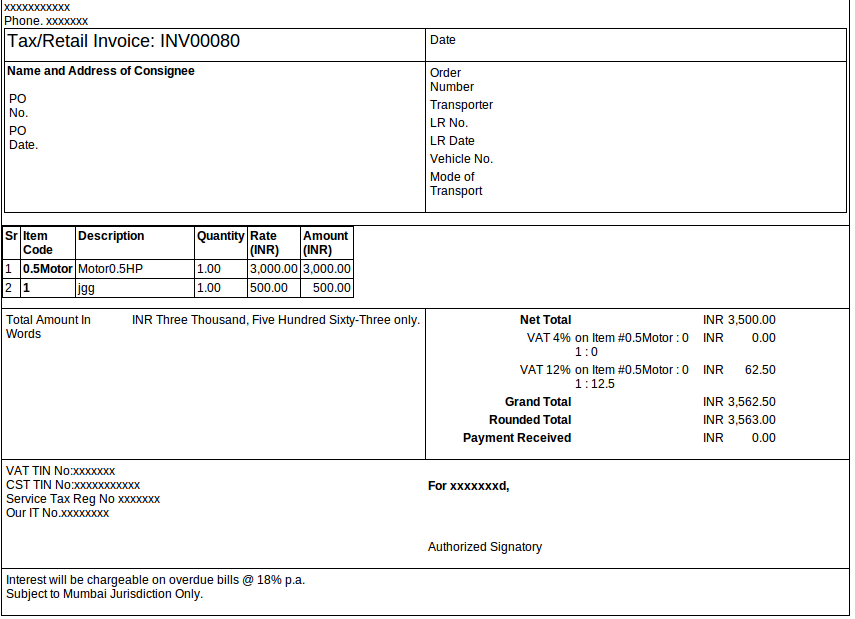 xxxxxxxxxxx
Phone. xxxxxxx
Tax/Retail Invoice: INV00080
Date
Name and Address of Consignee
PO
No.
PO
Date.
Order
Number
Transporter
LR No.
LR Date
Vehicle No.
Mode of
Transport
Sr Item Code Description Quantity Rate (INR) Amount (INR)
1 0.5Motor Motor0.5HP 1.00 3,000.00 3,000.00
2 1 jgg 1.00 500.00 500.00
Total Amount In Words INR Three Thousand, Five Hundred Sixty-Three only.
Net Total INR 3,500.00
VAT 4% on Item #0.5Motor : 0 INR 0.00
1 : 0
VAT 12% on Item #0.5Motor : 0 INR 62.50
1 : 12.5
Grand Total INR 3,562.50
Rounded Total INR 3,563.00
Payment Received INR 0.00
VAT TIN No:xxxxxxx
CST TIN No:xxxxxxxxxxx
Service Tax Reg No xxxxxxx
Our IT No.xxxxxxxx
For xxxxxxxd,
Authorized Signatory
Interest will be chargeable on overdue bills @ 18% p.a.
Subject to Mumbai Jurisdiction Only.